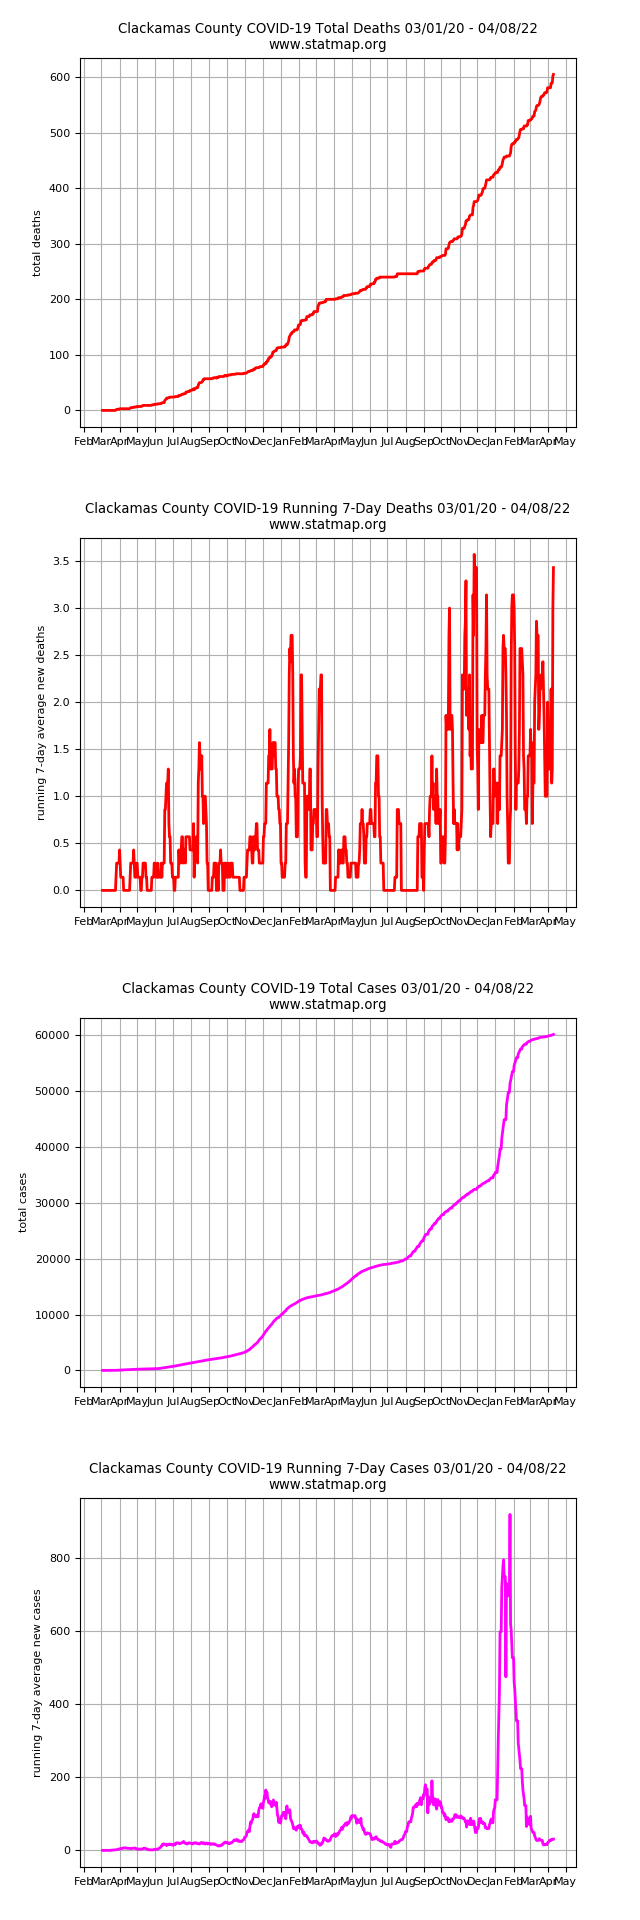 Clackamas County COVID-19 Total Deaths 03/01/20 - 04/08/22
www.statmap.org
600
500
400
300
200
100
0
total deaths
Feb Mar Apr May Jun Jul Aug Sep Oct Nov Dec Jan Feb Mar Apr May Jun Jul Aug Sep Oct Nov Dec Jan Feb Mar Apr May
Clackamas County COVID-19 Running 7-Day Deaths 03/01/20 - 04/08/22
www.statmap.org
3.5
3.0
2.5
2.0
1.5
1.0
0.5
0.0
running 7-day average new deaths
Feb Mar Apr May Jun Jul Aug Sep Oct Nov Dec Jan Feb Mar Apr May Jun Jul Aug Sep Oct Nov Dec Jan Feb Mar Apr May
Clackamas County COVID-19 Total Cases 03/01/20 - 04/08/22
www.statmap.org
60000
50000
40000
30000
20000
10000
0
total cases
Feb Mar Apr May Jun Jul Aug Sep Oct Nov Dec Jan Feb Mar Apr May Jun Jul Aug Sep Oct Nov Dec Jan Feb Mar Apr May
Clackamas County COVID-19 Running 7-Day Cases 03/01/20 - 04/08/22
www.statmap.org
800
600
400
200
0
running 7-day average new cases
Feb Mar Apr May Jun Jul Aug Sep Oct Nov Dec Jan Feb Mar Apr May Jun Jul Aug Sep Oct Nov Dec Jan Feb Mar Apr May